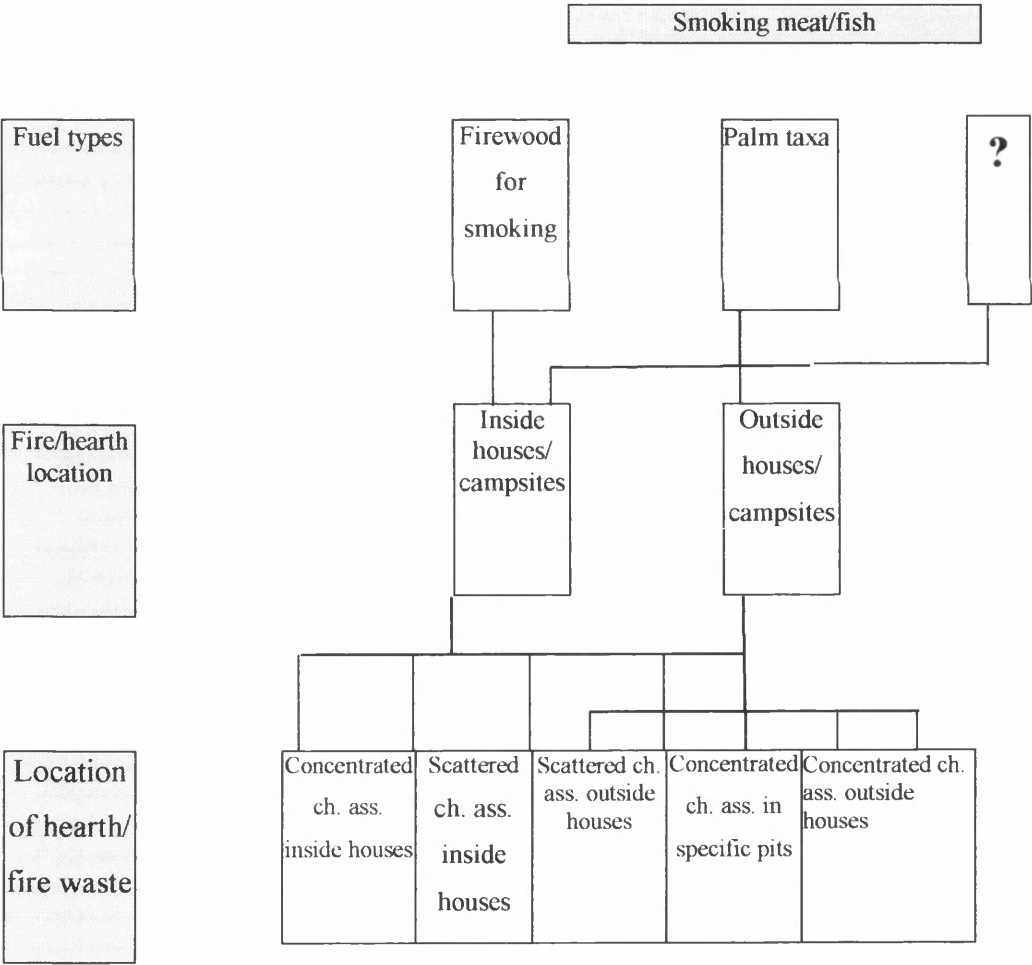 Smoking meat/fish
Fuel types
Firewood
for
smoking
Palm taxa
?
Fire/hearth
location
Inside
houses/
campsites
Outside
houses/
campsites
Location
of hearth/
fire waste
Concentrated
ch. ass.
inside houses
Scattered
ch. ass.
inside
houses
Scattered ch.
ass. outside
houses
Concentrated
ch. ass. in
specific pits
Concentrated ch.
ass. outside
houses